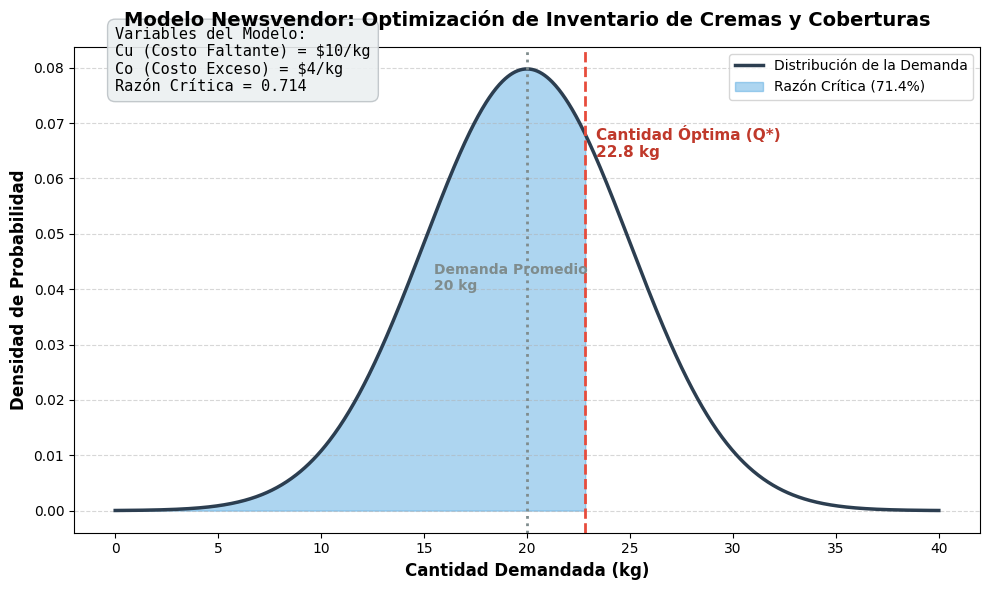 Modelo Newsvendor: Optimización de Inventario de Cremas y Coberturas
Variables del Modelo:
Cu (Costo Faltante) = $10/kg
Co (Costo Exceso) = $4/kg
Razón Crítica = 0.714
Distribución de la Demanda
Razón Crítica (71.4%)
Cantidad Óptima (Q*)
22.8 kg
Demanda Promedio
20 kg
Densidad de Probabilidad
0.08
0.07
0.06
0.05
0.04
0.03
0.02
0.01
0.00
0 5 10 15 20 25 30 35 40
Cantidad Demandada (kg)